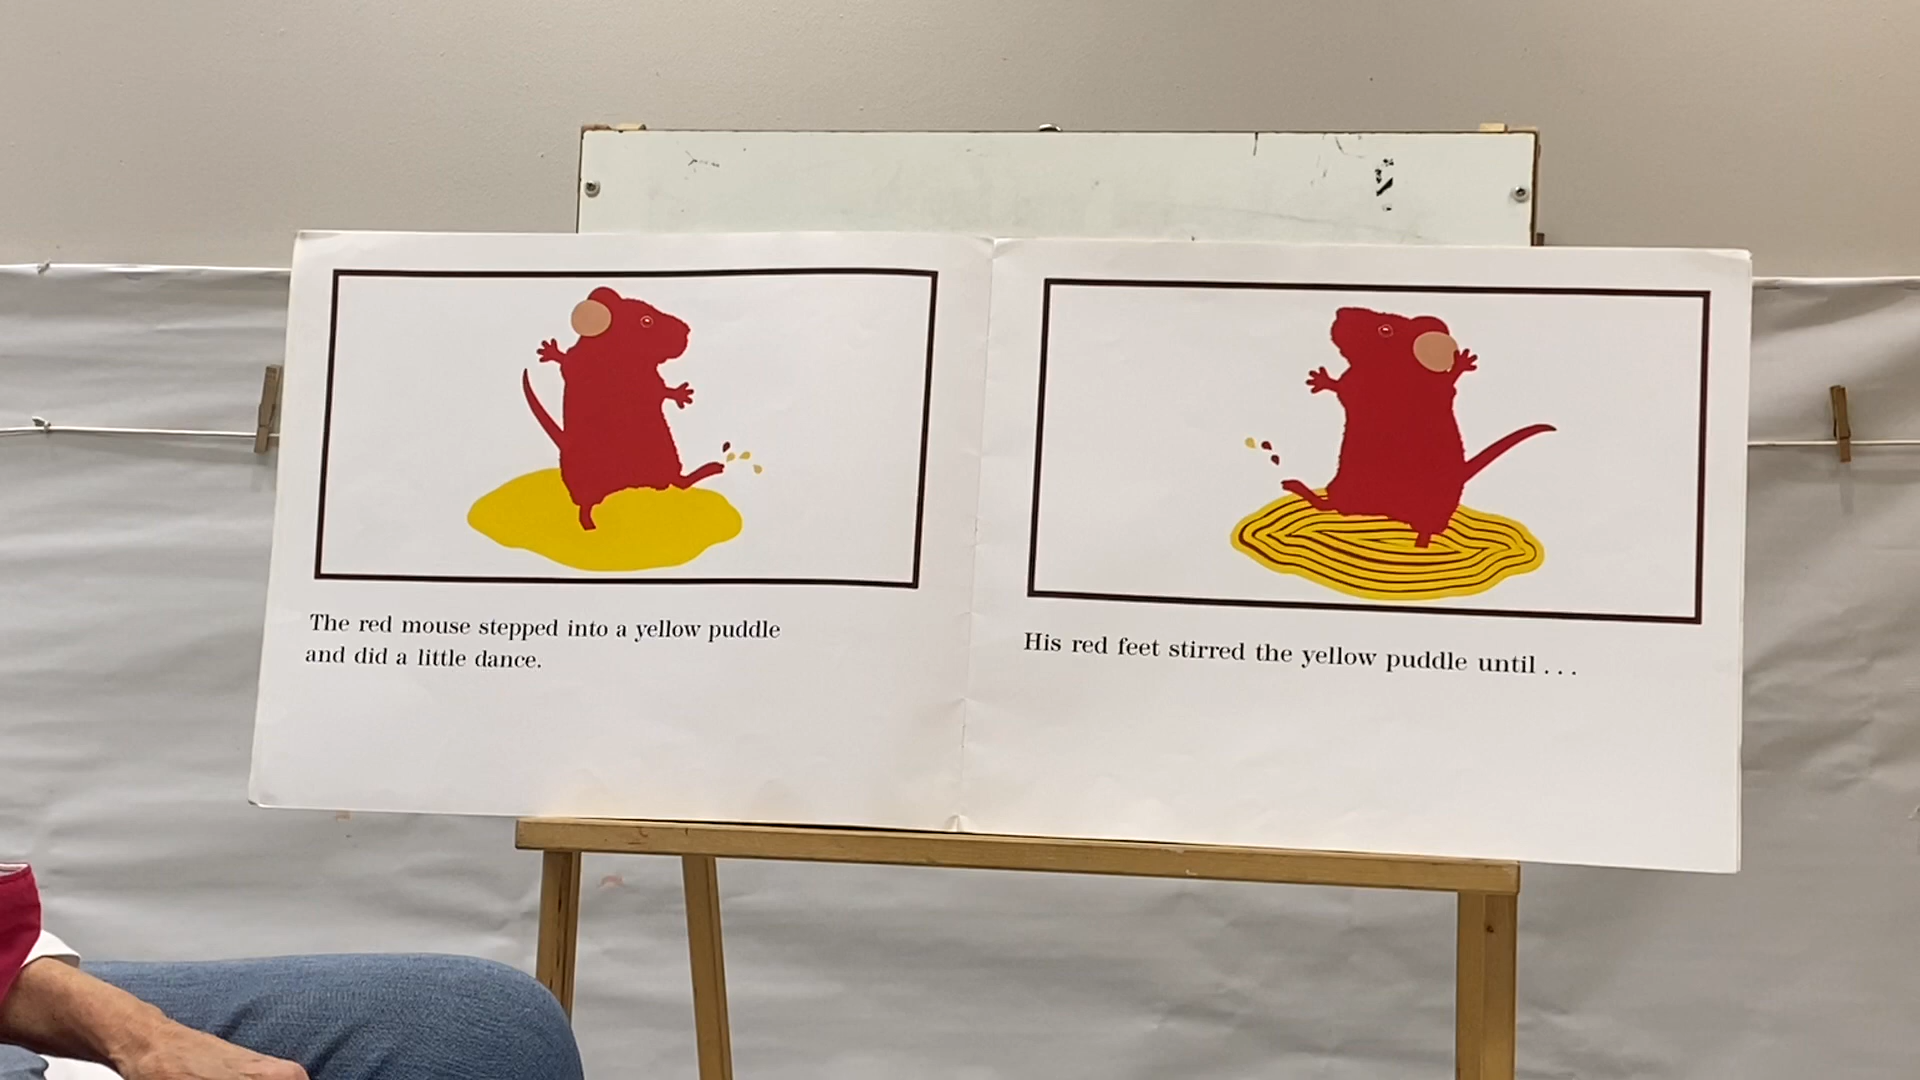 The red mouse stepped into a yellow puddle
and did a little dance.
His red feet stirred the yellow puddle until . . .